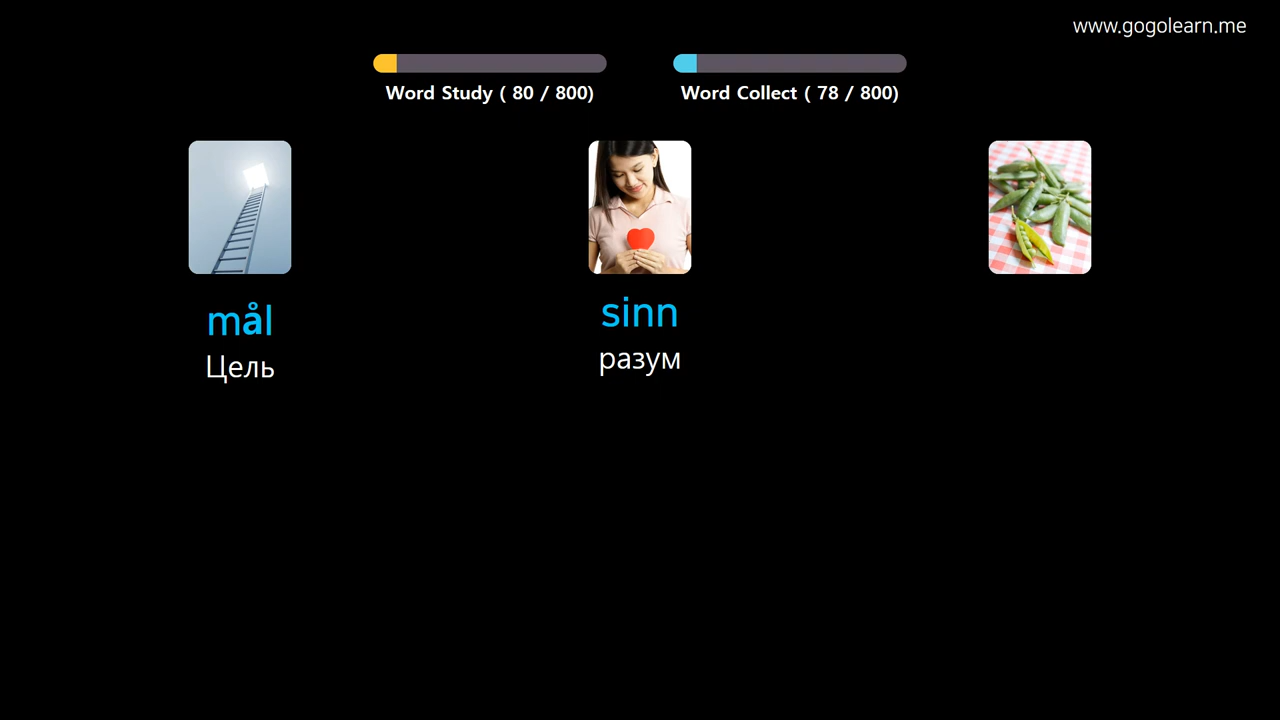 www.gogolearn.me
Word Study ( 80 / 800)
Word Collect ( 78 / 800)
mål
Цель
sinn
разум